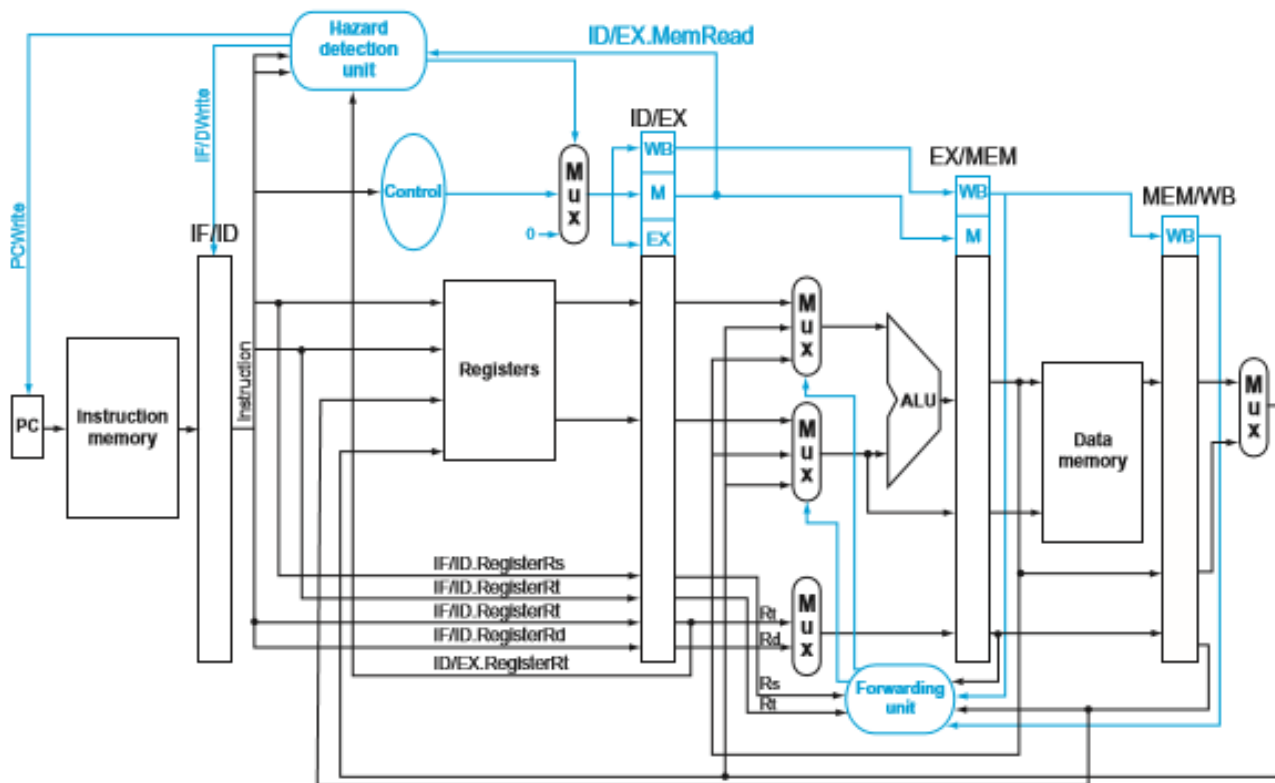 Hazard
detection
unit
ID/EX.MemRead
PCWrite
IF/DWrite
ID/EX
WB
M
EX
Control
0
M
u
x
EX/MEM
WB
M
MEM/WB
WB
IF/ID
Instruction
PC
Instruction
memory
Registers
M
u
x
M
u
x
ALU
Data
memory
M
u
x
IF/ID.RegisterRs
IF/ID.RegisterRt
IF/ID.RegisterRt
IF/ID.RegisterRd
ID/EX.RegisterRt
Rt
Rd
M
u
x
Rs
Rt
Forwarding
unit